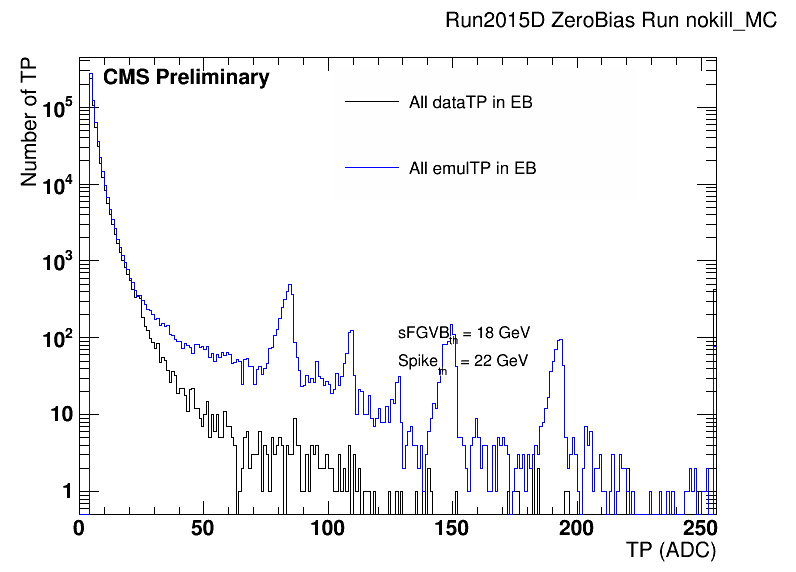 Run2015D ZeroBias Run nokill_MC
CMS Preliminary
All dataTP in EB
All emulTP in EB
sFGVB_th = 18 GeV
Spike_th = 22 GeV
Number of TP
10^5
10^4
10^3
10^2
10
1
0 50 100 150 200 250
TP (ADC)